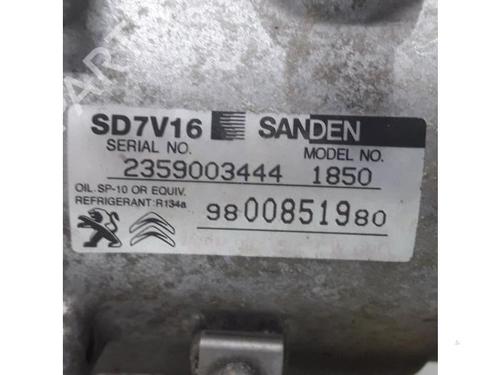 SD7V16 SANDEN
SERIAL NO. MODEL NO.
2359003444 1850
OIL. SP-10 OR EQUIV.
REFRIGERANT: R134a
9800851980